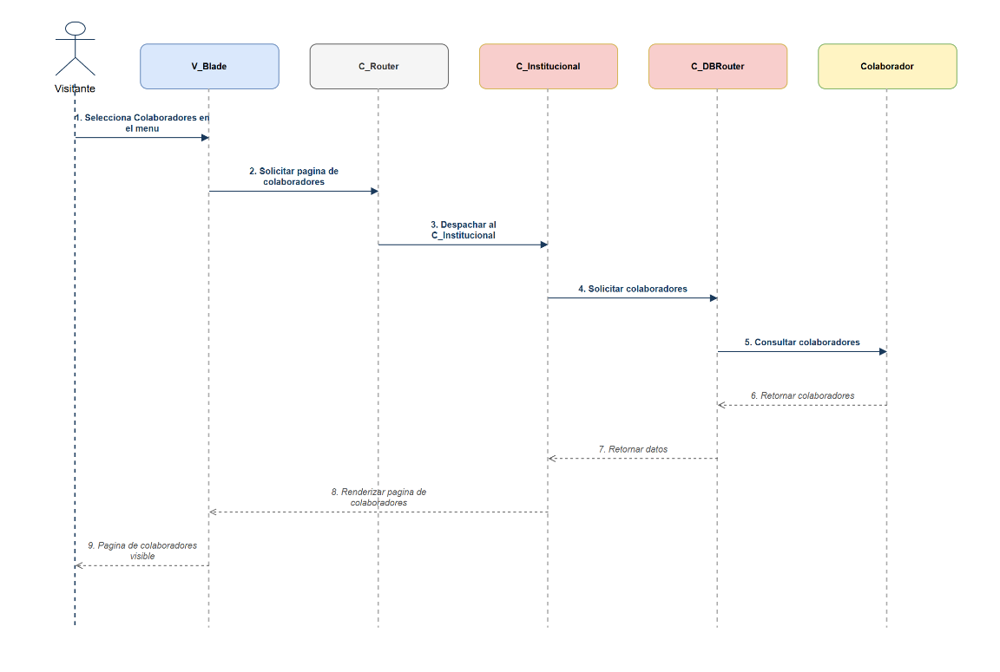 Visitante
V_Blade
C_Router
C_Institucional
C_DBRouter
Colaborador
1. Selecciona Colaboradores en
el menu
2. Solicitar pagina de
colaboradores
3. Despachar al
C_Institucional
4. Solicitar colaboradores
5. Consultar colaboradores
6. Retornar colaboradores
7. Retornar datos
8. Renderizar pagina de
colaboradores
9. Pagina de colaboradores
visible